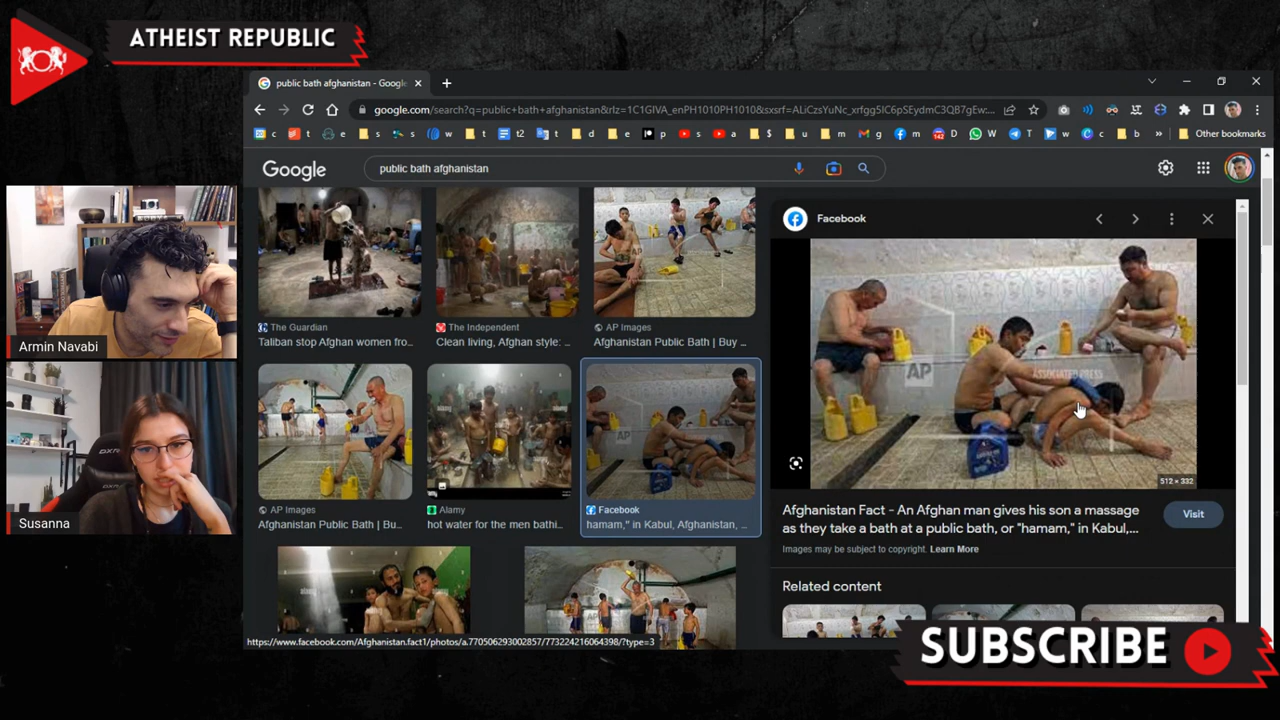 ATHEIST REPUBLIC
public bath afghanistan - Google
google.com/search?q=public+bath+afghanistan&rlz=1C1GIVA_enPH1010PH1010&sxsrf=
c t e s s w t t2 t d e p s a $ u m g m D W T w c b » Other bookmarks
Google
public bath afghanistan
Facebook
The Guardian
Taliban stop Afghan women fro...
The Independent
Clean living, Afghan style: ...
AP Images
Afghanistan Public Bath | Buy ...
AP
ASSOCIATED PRESS
Armin Navabi
Susanna
512 × 332
AP Images
Afghanistan Public Bath | Bu...
Alamy
hot water for the men bathi...
Facebook
hamam," in Kabul, Afghanistan, ...
Afghanistan Fact - An Afghan man gives his son a massage
as they take a bath at a public bath, or "hamam," in Kabul,...
Visit
Images may be subject to copyright. Learn More
Related content
https://www.facebook.com/Afghanistan.fact1/photos/a.770506293002857/773224216064398/?type=3
SUBSCRIBE